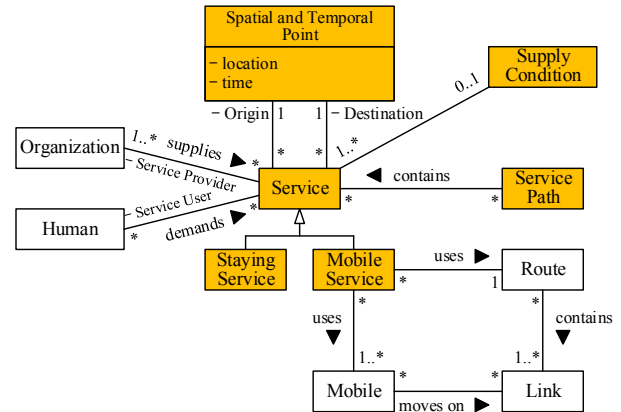 Spatial and Temporal
Point
– location
– time
Supply
Condition
0..1
– Origin
1
1
– Destination
*
*
1..*
Organization
1..*
supplies
*
– Service Provider
Service
contains
*
*
Service
Path
– Service User
Human
*
demands
*
Staying
Service
Mobile
Service
uses
*
1
Route
*
uses
1..*
*
contains
1..*
Mobile
*
*
moves on
Link